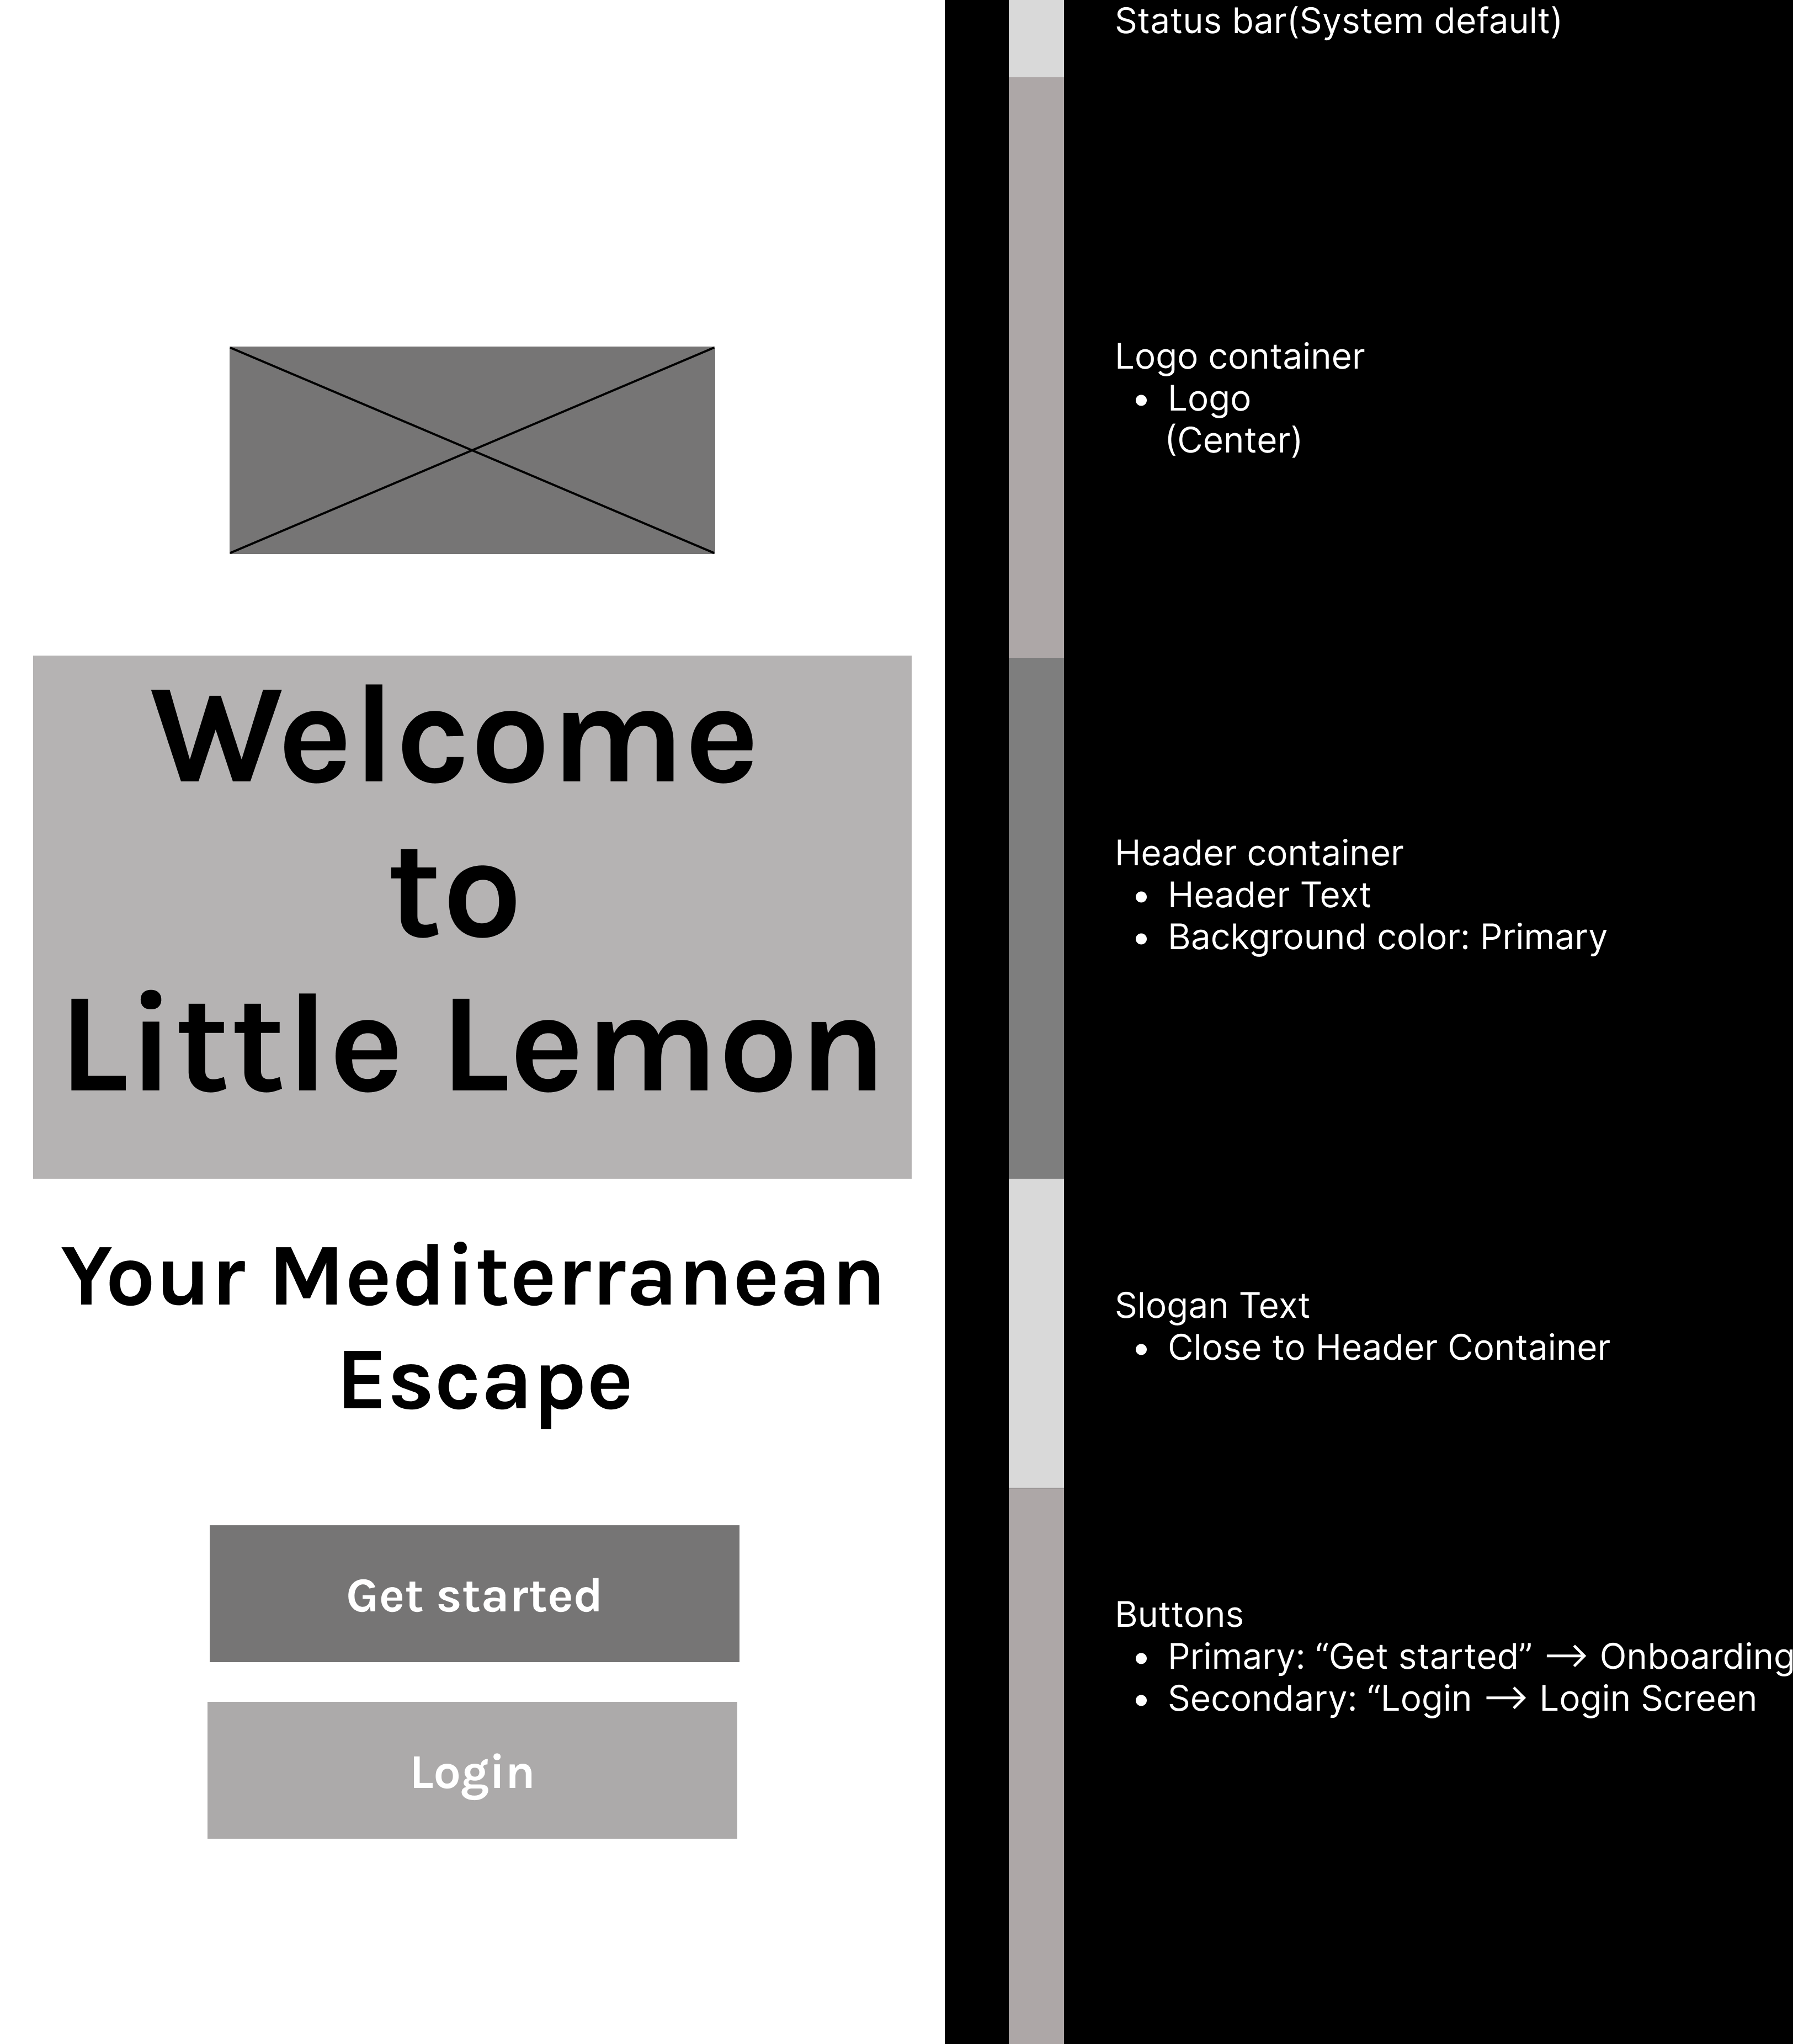 Welcome
to
Little Lemon
Your Mediterranean
Escape
Get started
Login
Status bar(System default)
Logo container
• Logo
(Center)
Header container
• Header Text
• Background color: Primary
Slogan Text
• Close to Header Container
Buttons
• Primary: “Get started” → Onboarding
• Secondary: “Login → Login Screen